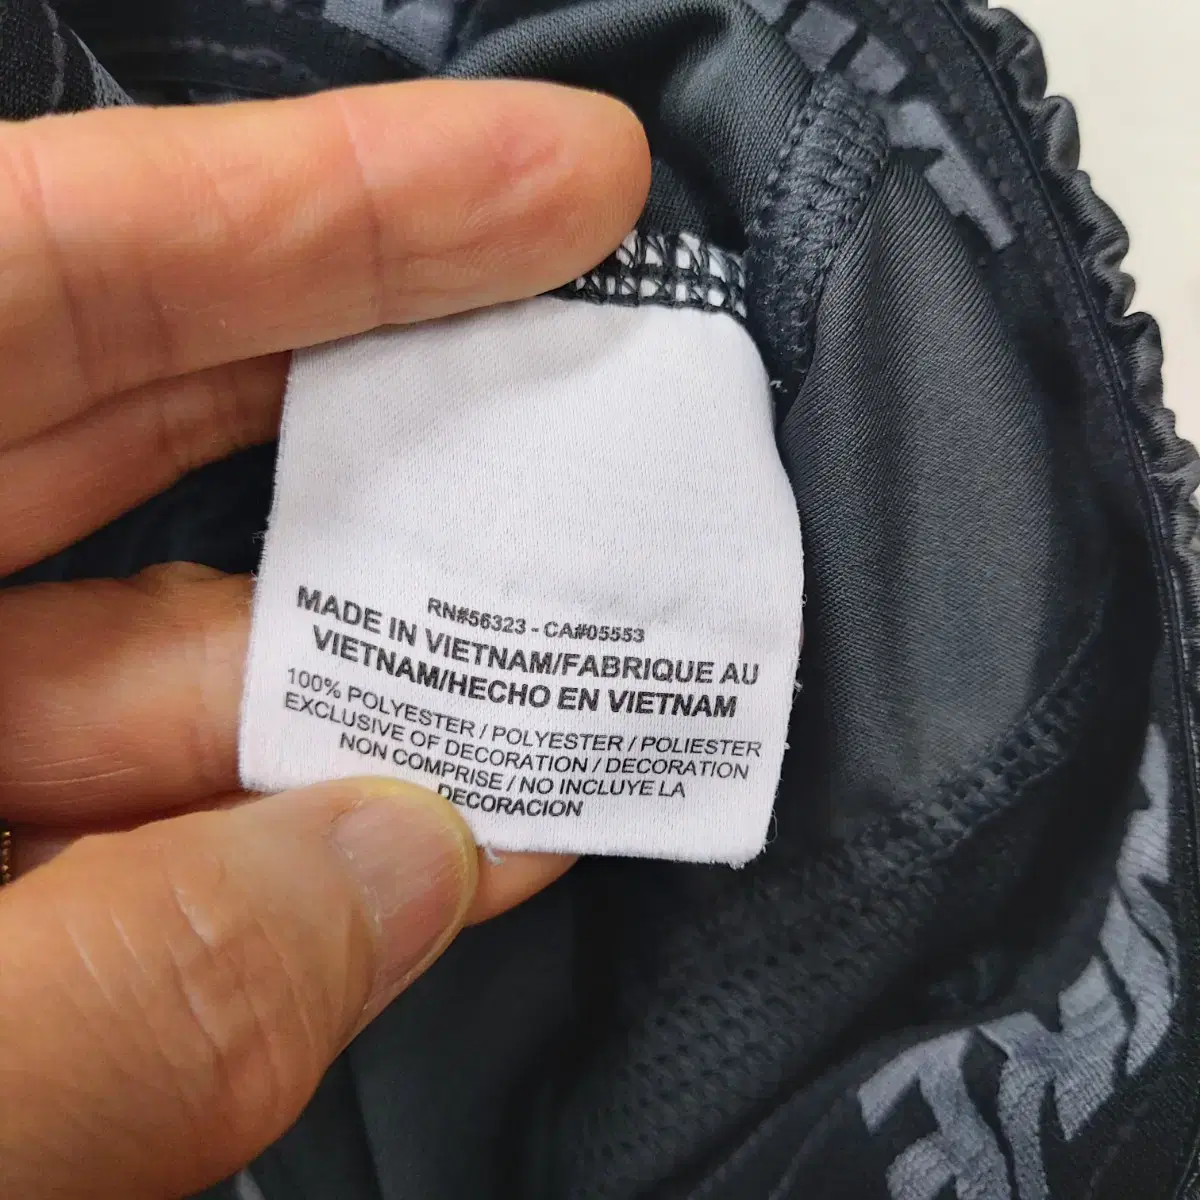 RN#56323 - CA#05553
MADE IN VIETNAM/FABRIQUE AU
VIETNAM/HECHO EN VIETNAM
100% POLYESTER / POLYESTER / POLIESTER
EXCLUSIVE OF DECORATION / DECORATION
NON COMPRISE / NO INCLUYE LA
DECORACION